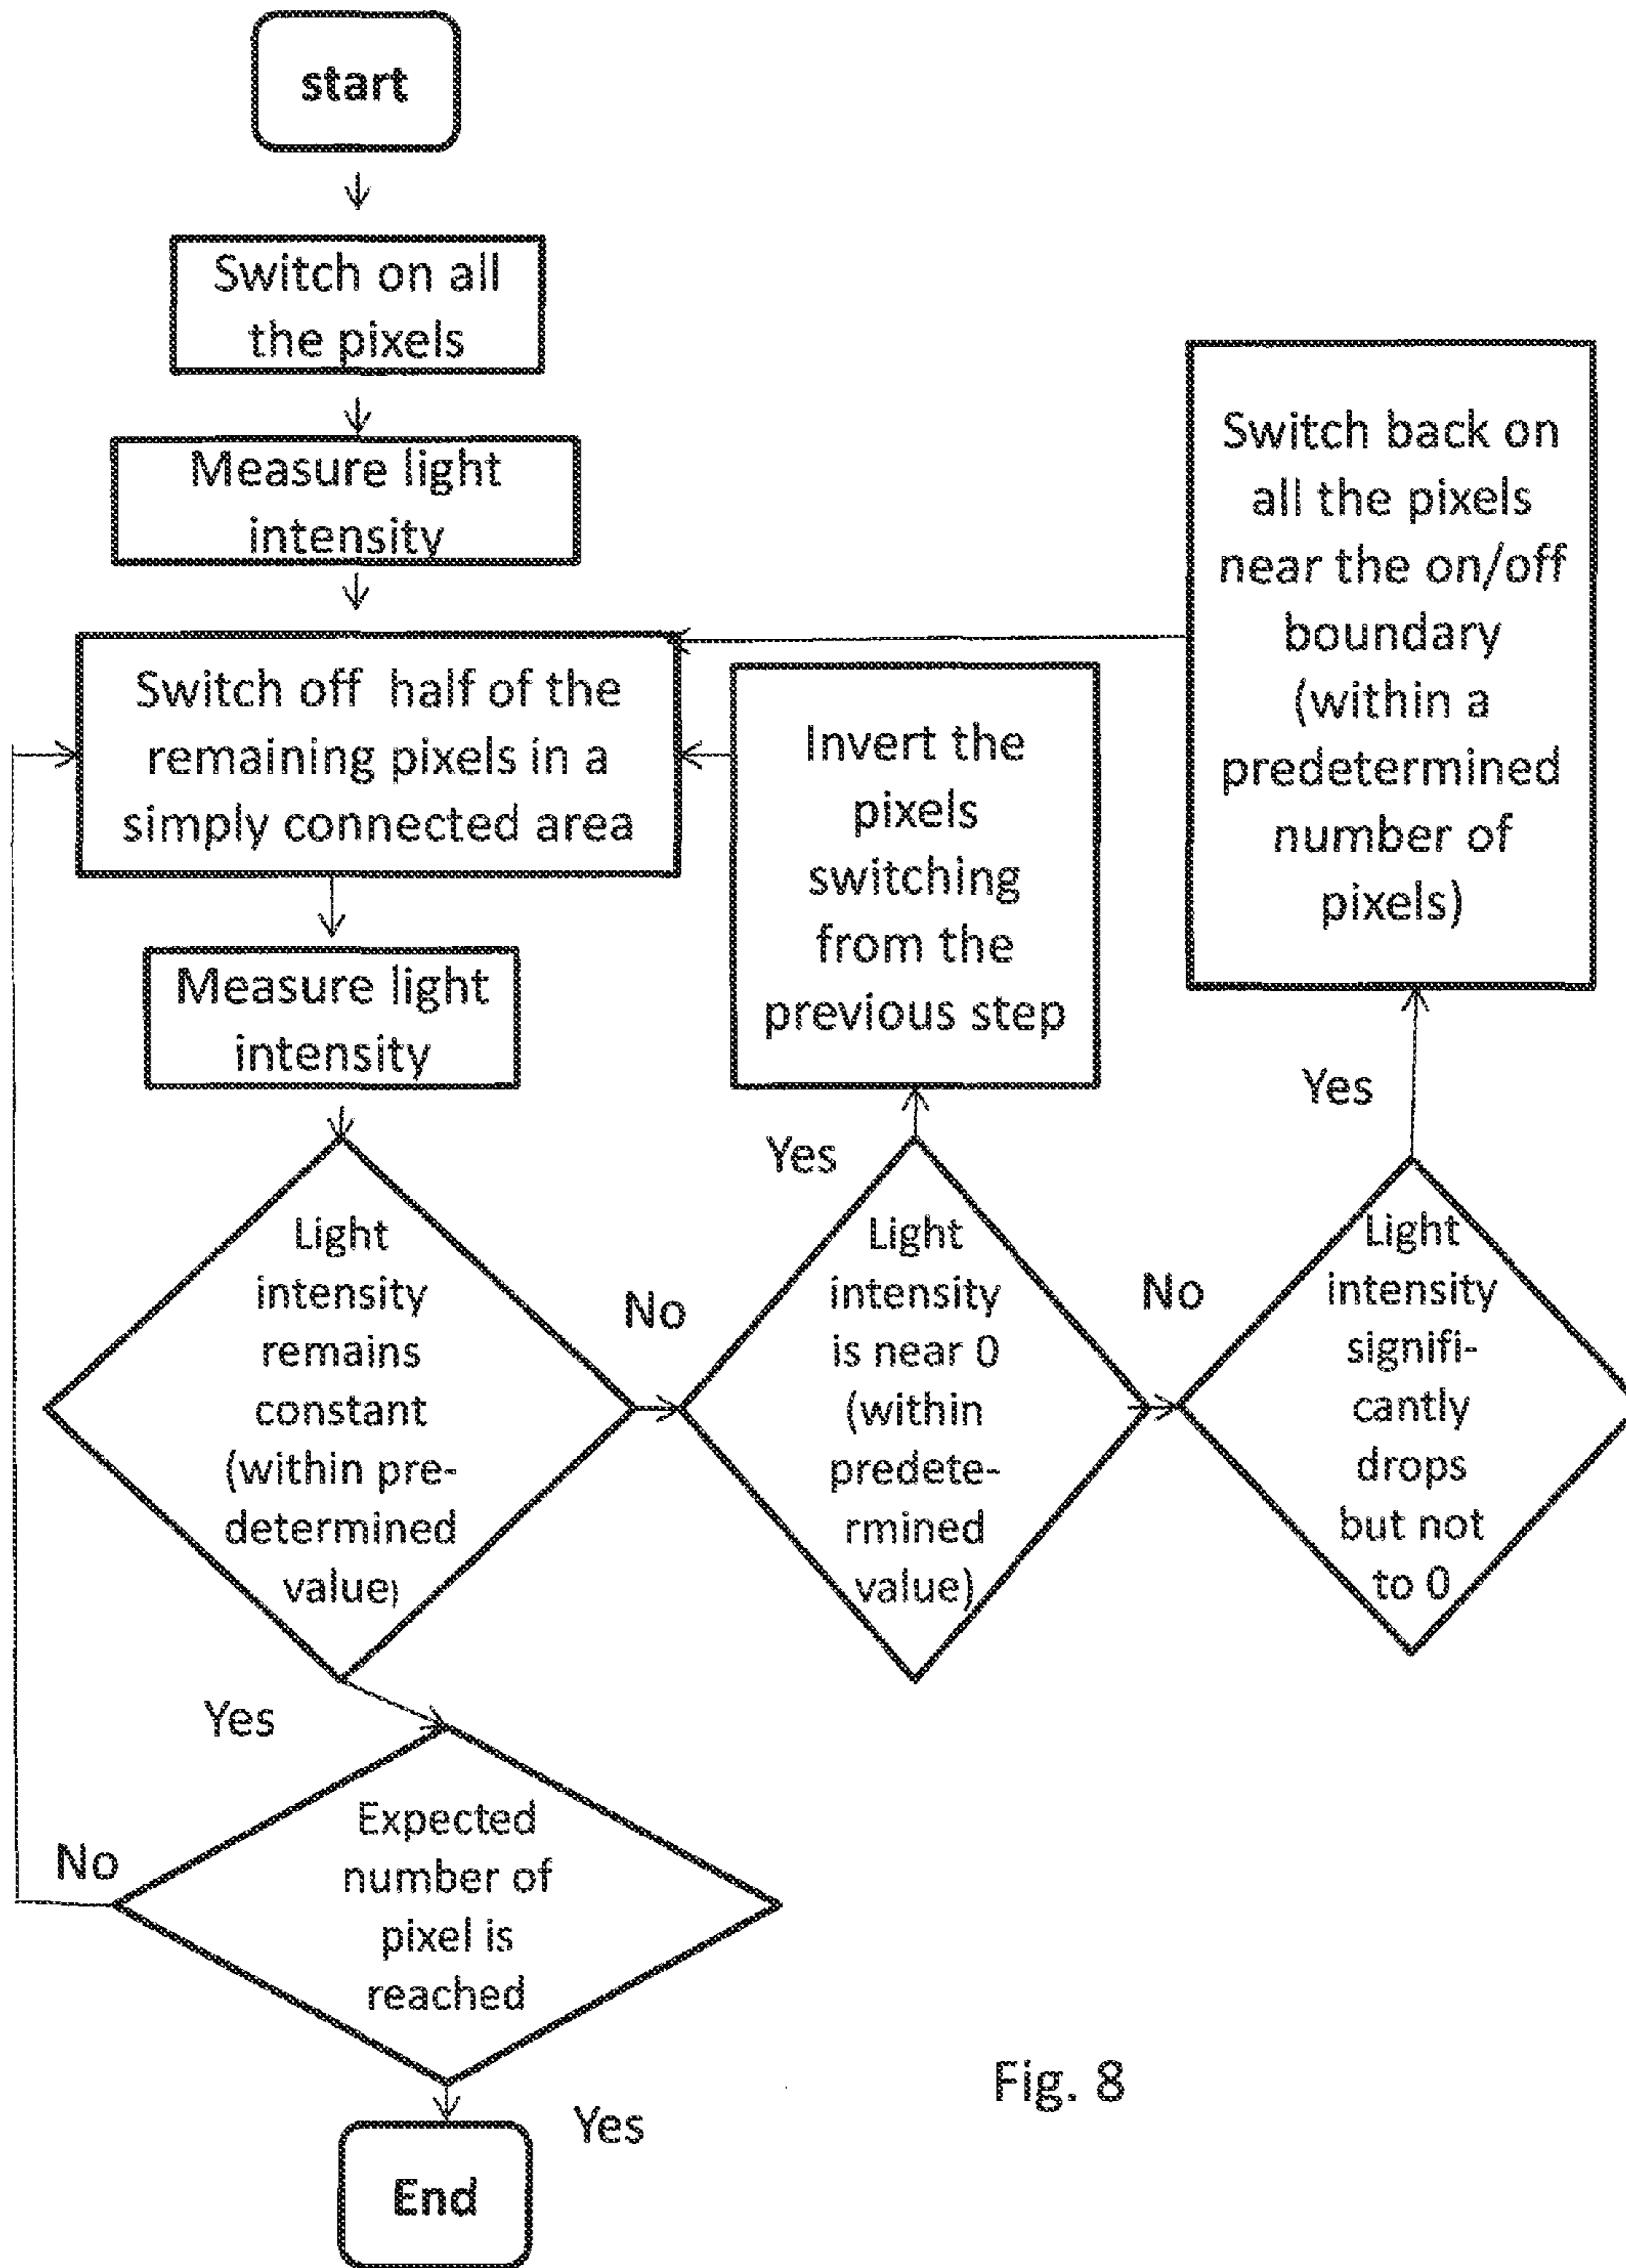 start
Switch on all
the pixels
Measure light
intensity
Switch off half of the
remaining pixels in a
simply connected area
Measure light
intensity
Invert the
pixels
switching
from the
previous step
Switch back on
all the pixels
near the on/off
boundary
(within a
predetermined
number of
pixels)
Yes
Yes
Light
intensity
remains
constant
(within pre-
determined
value)
No
Light
intensity
is near 0
(within
predete-
rmined
value)
No
Light
intensity
signifi-
cantly
drops
but not
to 0
Yes
No
Expected
number of
pixel is
reached
Yes
End
Fig. 8